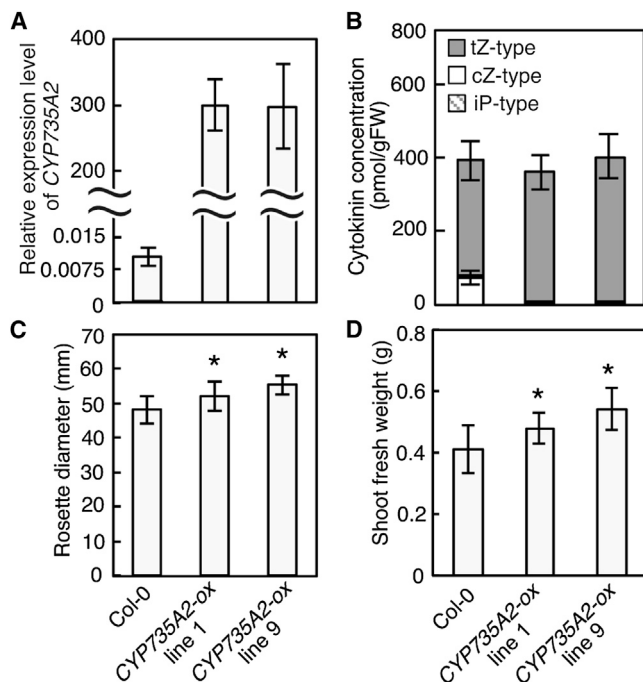 A
Relative expression level
of CYP735A2
400
300
200
0.015
0.0075
0
B
Cytokinin concentration
(pmol/gFW)
800
600
400
200
0
tZ-type
cZ-type
iP-type
C
Rosette diameter (mm)
70
60
50
40
30
20
10
0
*
*
Col-0
CYP735A2-ox
line 1
CYP735A2-ox
line 9
D
Shoot fresh weight (g)
0.8
0.6
0.4
0.2
0
*
*
Col-0
CYP735A2-ox
line 1
CYP735A2-ox
line 9